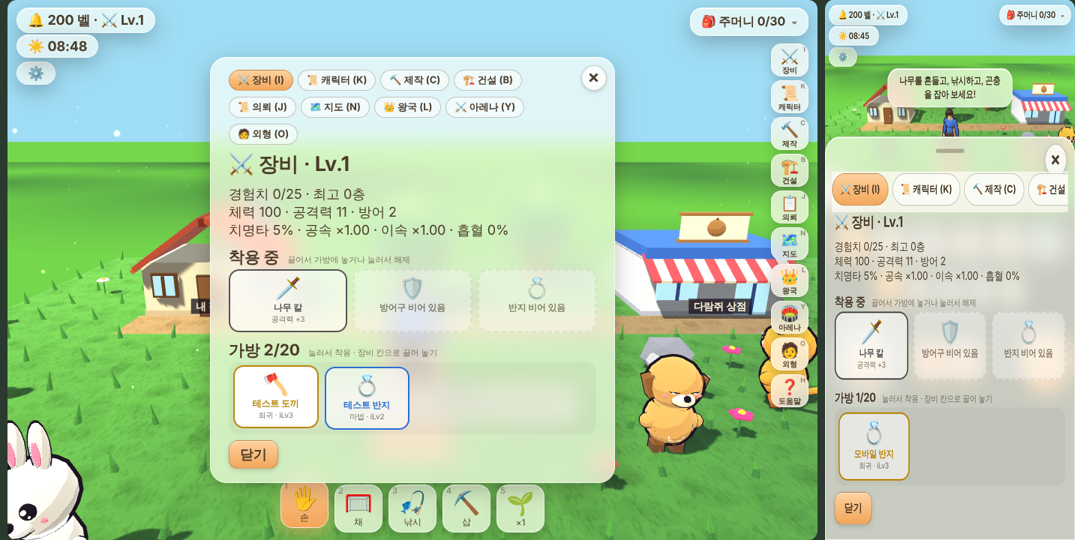 200 벨 · Lv.1
08:48
주머니 0/30
장비 (I)
캐릭터 (K)
제작 (C)
건설 (B)
의뢰 (J)
지도 (N)
왕국 (L)
아레나 (Y)
외형 (O)
장비 · Lv.1
경험치 0/25 · 최고 0층
체력 100 · 공격력 11 · 방어 2
치명타 5% · 공속 ×1.00 · 이속 ×1.00 · 흡혈 0%
착용 중 끌어서 가방에 놓거나 눌러서 해제
나무 칼
공격력 +3
방어구 비어 있음
반지 비어 있음
가방 2/20 눌러서 착용 · 장비 칸으로 끌어 놓기
테스트 도끼
희귀 · iLv3
테스트 반지
마법 · iLv2
닫기
내
다람쥐 상점
I
장비
K
캐릭터
C
제작
B
건설
J
의뢰
N
지도
L
왕국
Y
아레나
O
외형
H
도움말
1
손
2
채
3
낚시
4
삽
5
×1
200 벨 · Lv.1
08:45
주머니 0/30
나무를 흔들고, 낚시하고, 곤충
을 잡아 보세요!
장비 (I)
캐릭터 (K)
제작 (C)
건설
장비 · Lv.1
경험치 0/25 · 최고 0층
체력 100 · 공격력 11 · 방어 2
치명타 5% · 공속 ×1.00 · 이속 ×1.00 · 흡혈 0%
착용 중 끌어서 가방에 놓거나 눌러서 해제
나무 칼
공격력 +3
방어구 비어 있음
반지 비어 있음
가방 1/20 눌러서 착용 · 장비 칸으로 끌어 놓기
모바일 반지
희귀 · iLv3
닫기